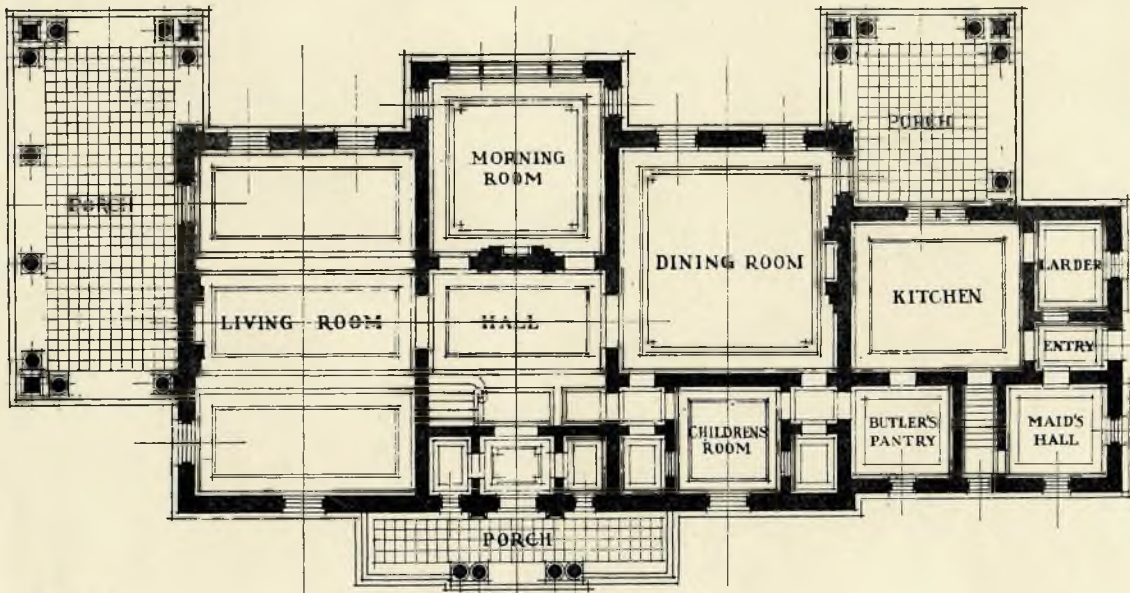 PORCH
MORNING
ROOM
PORCH
LIVING ROOM
HALL
DINING ROOM
KITCHEN
LARDER
ENTRY
CHILDRENS
ROOM
BUTLER'S
PANTRY
MAID'S
HALL
PORCH